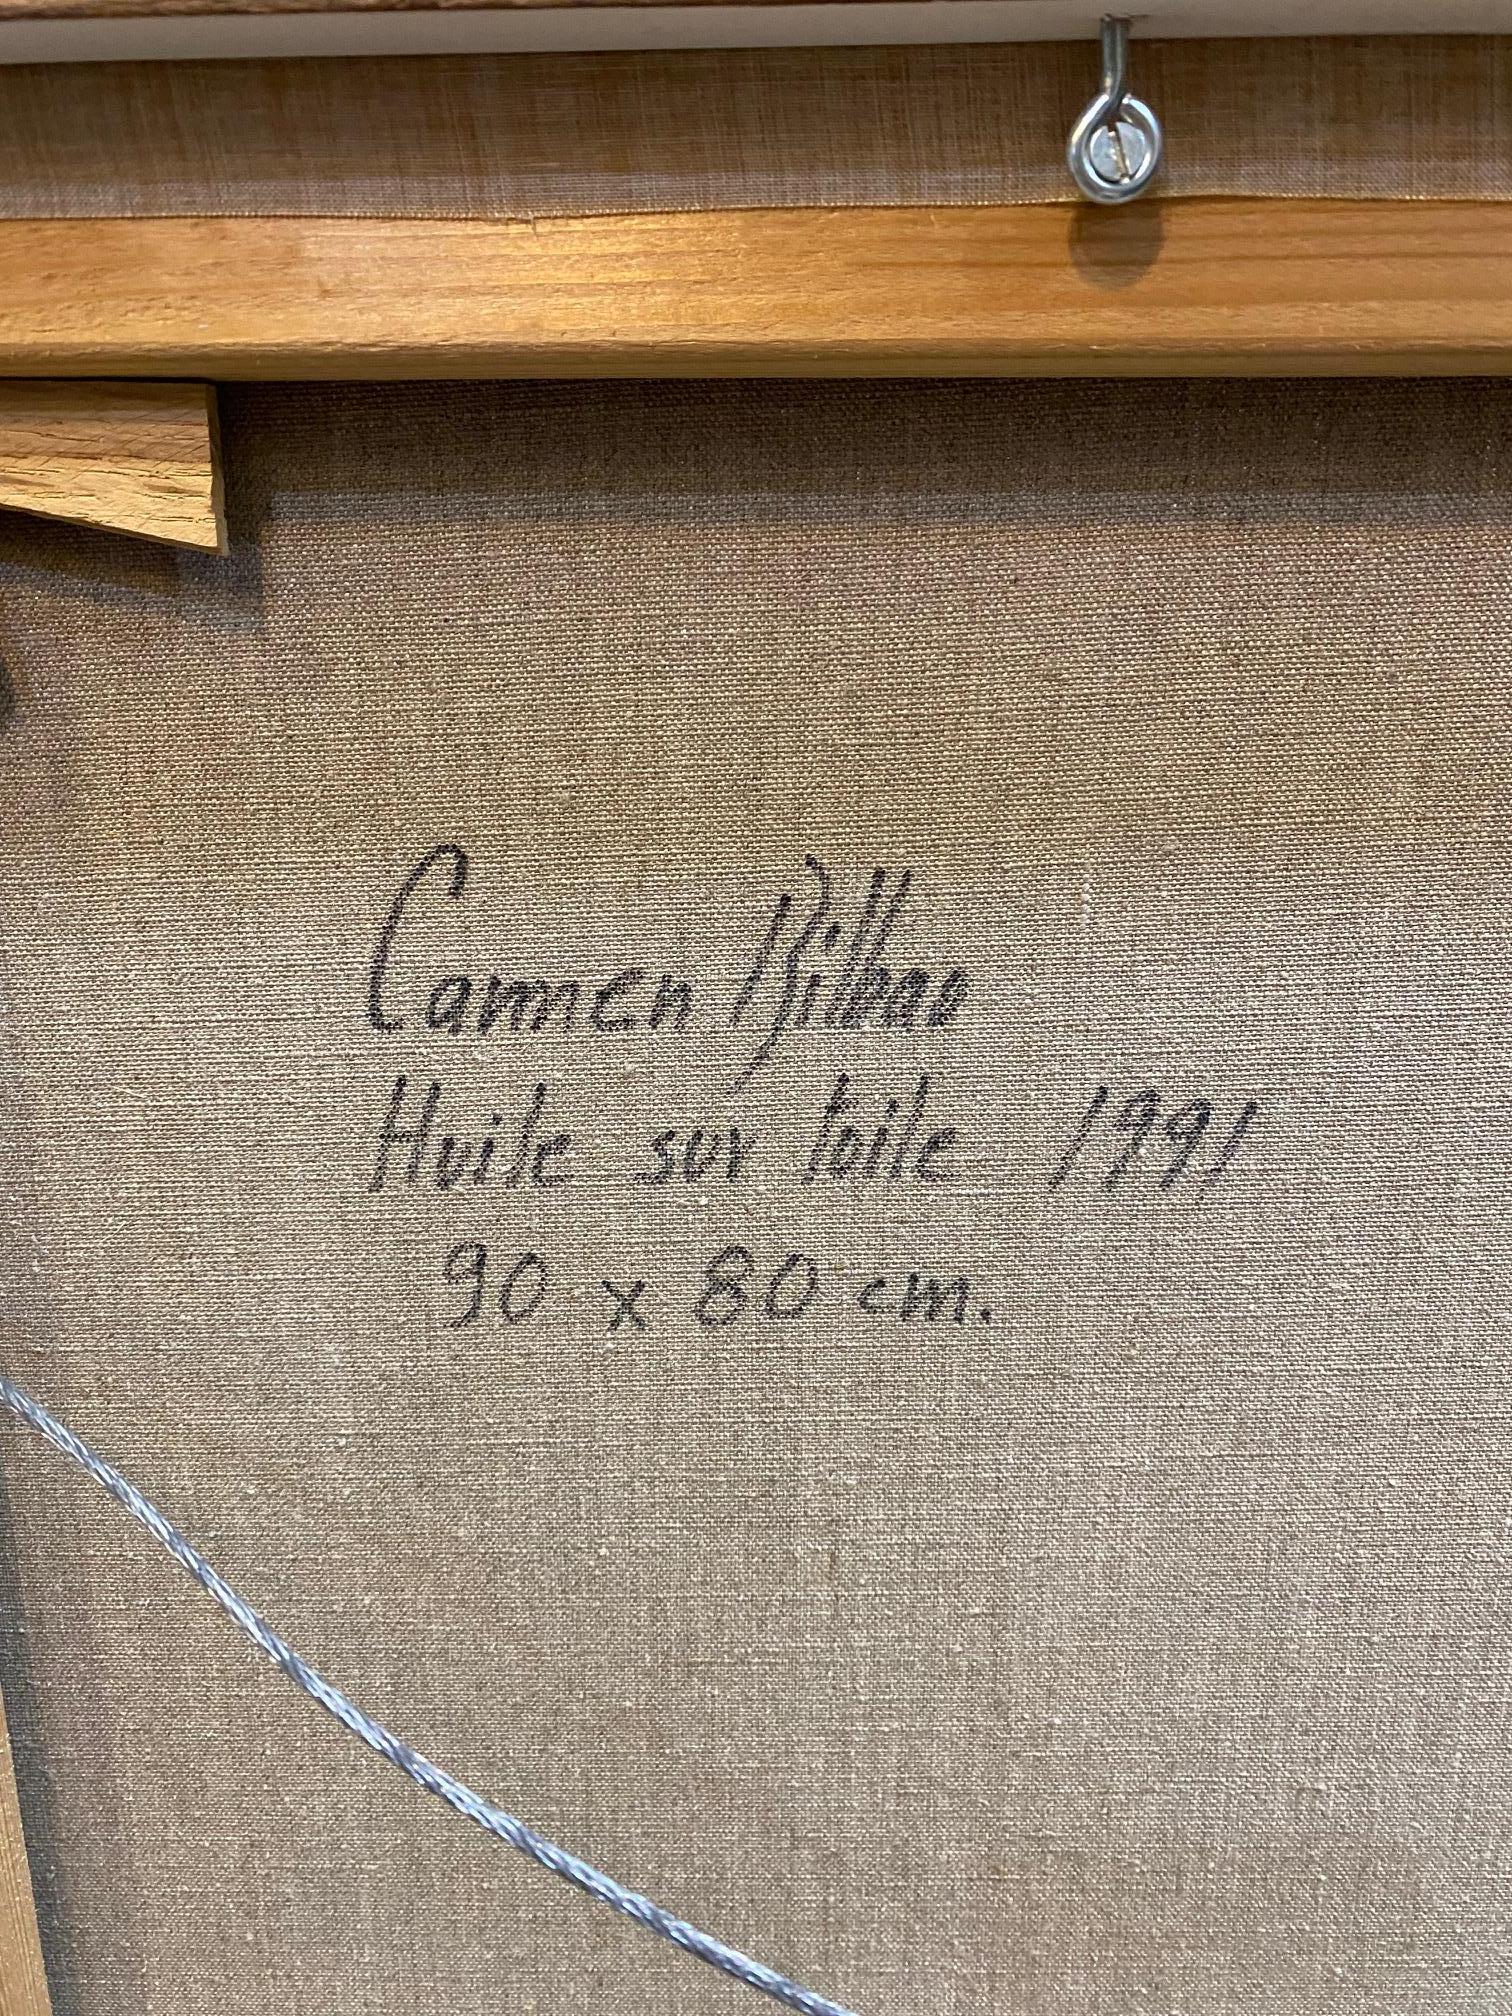 Carmen Bilbao
Huile sur toile 1991
90 x 80 cm.